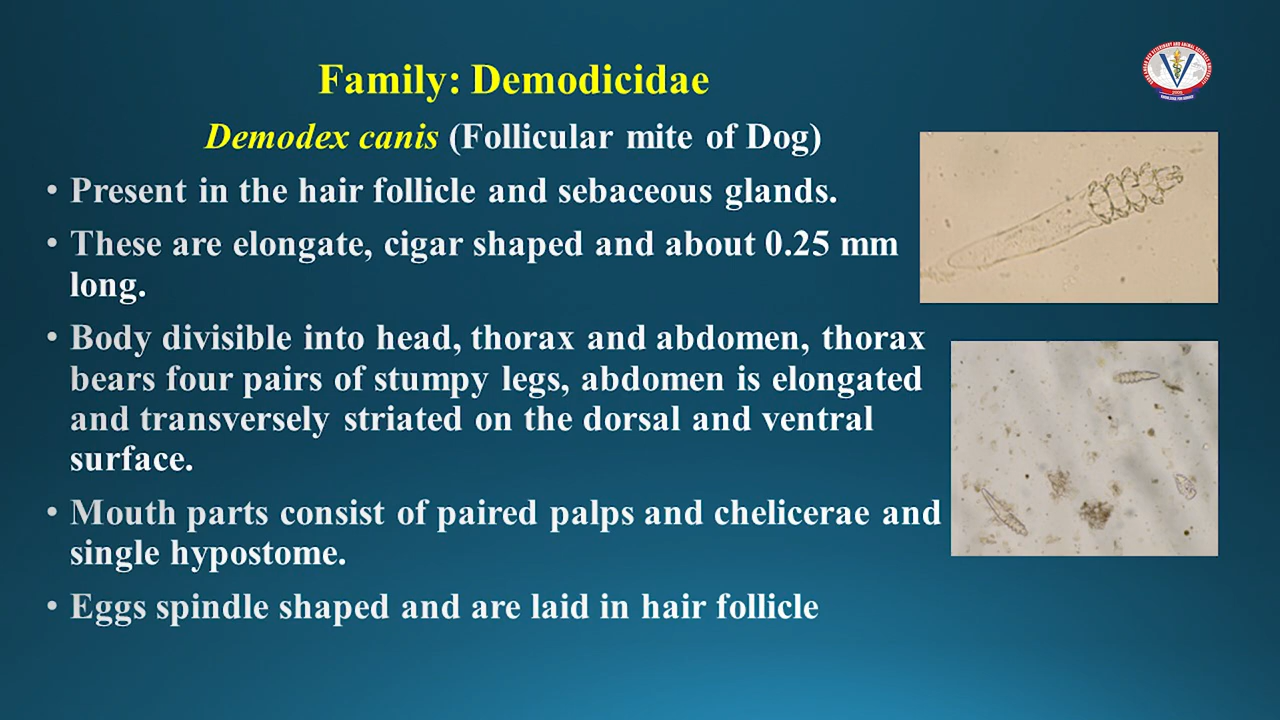 Family: Demodicidae
Demodex canis (Follicular mite of Dog)
• Present in the hair follicle and sebaceous glands.
• These are elongate, cigar shaped and about 0.25 mm
long.
• Body divisible into head, thorax and abdomen, thorax
bears four pairs of stumpy legs, abdomen is elongated
and transversely striated on the dorsal and ventral
surface.
• Mouth parts consist of paired palps and chelicerae and
single hypostome.
• Eggs spindle shaped and are laid in hair follicle